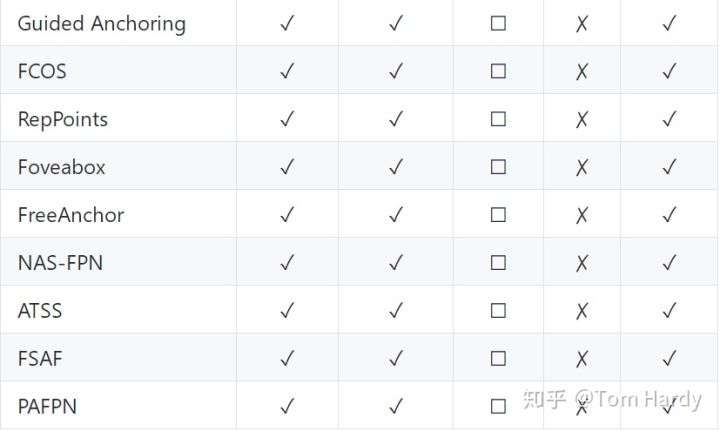 Guided Anchoring ✓ ✓ ☐ ✗ ✓
FCOS ✓ ✓ ☐ ✗ ✓
RepPoints ✓ ✓ ☐ ✗ ✓
Foveabox ✓ ✓ ☐ ✗ ✓
FreeAnchor ✓ ✓ ☐ ✗ ✓
NAS-FPN ✓ ✓ ☐ ✗ ✓
ATSS ✓ ✓ ☐ ✗ ✓
FSAF ✓ ✓ ☐ ✗ ✓
PAFPN ✓ ✓ ☐ ✗ ✓
知乎 @Tom Hardy